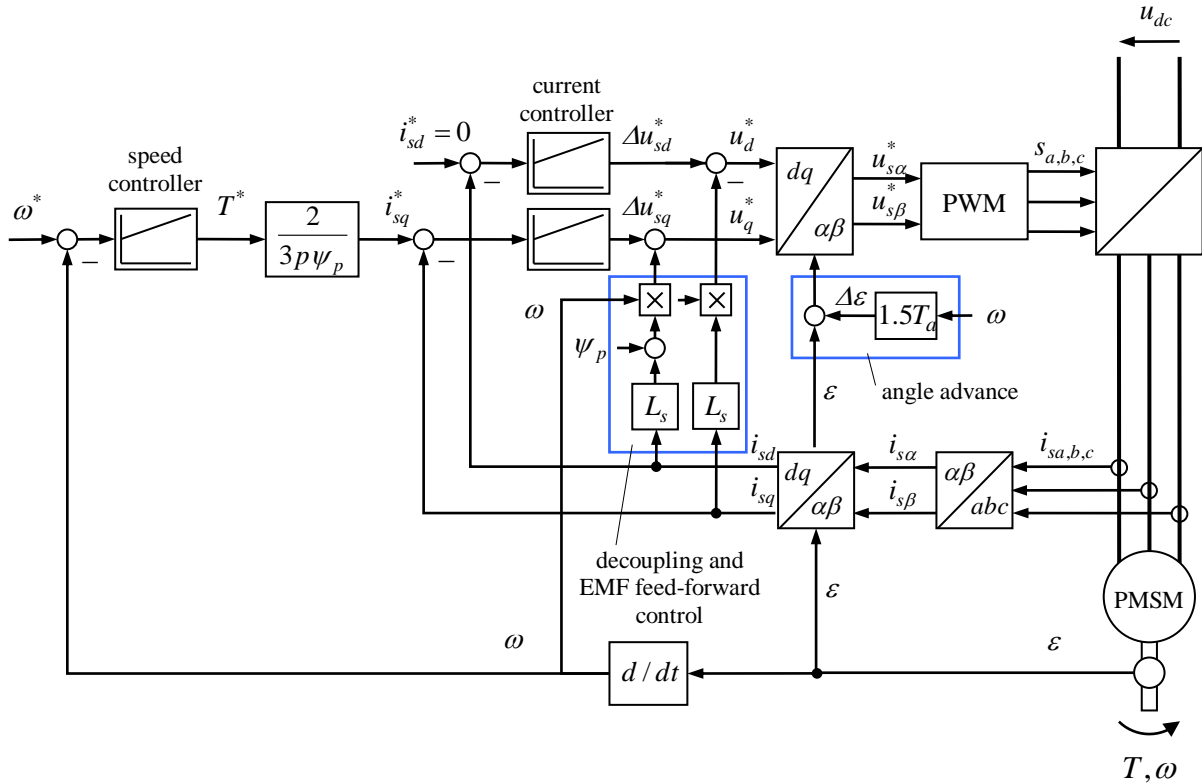 u_dc
current
controller
i*_sd = 0
Δu*_sd
u*_d
speed
controller
dq
αβ
u*_sα
u*_sβ
PWM
s_a,b,c
ω*
T*
2
3pψ_p
i*_sq
Δu*_sq
u*_q
ω
×
×
Δε
1.5T_a
ω
ψ_p
angle advance
L_s
L_s
ε
i_sd
i_sq
dq
αβ
i_sα
i_sβ
αβ
abc
i_sa,b,c
decoupling and
EMF feed-forward
control
ε
PMSM
ω
d / dt
ε
T, ω